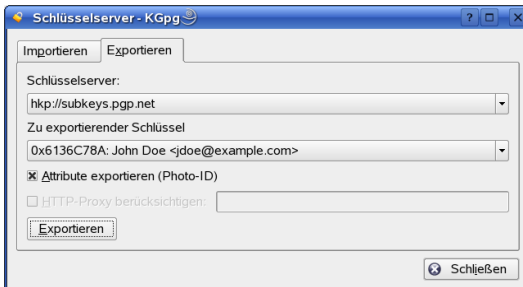 Schlüsselserver - KGpg
Importieren Exportieren
Schlüsselserver:
hkp://subkeys.pgp.net
Zu exportierender Schlüssel
0x6136C78A: John Doe <jdoe@example.com>
Attribute exportieren (Photo-ID)
HTTP-Proxy berücksichtigen:
Exportieren
Schließen